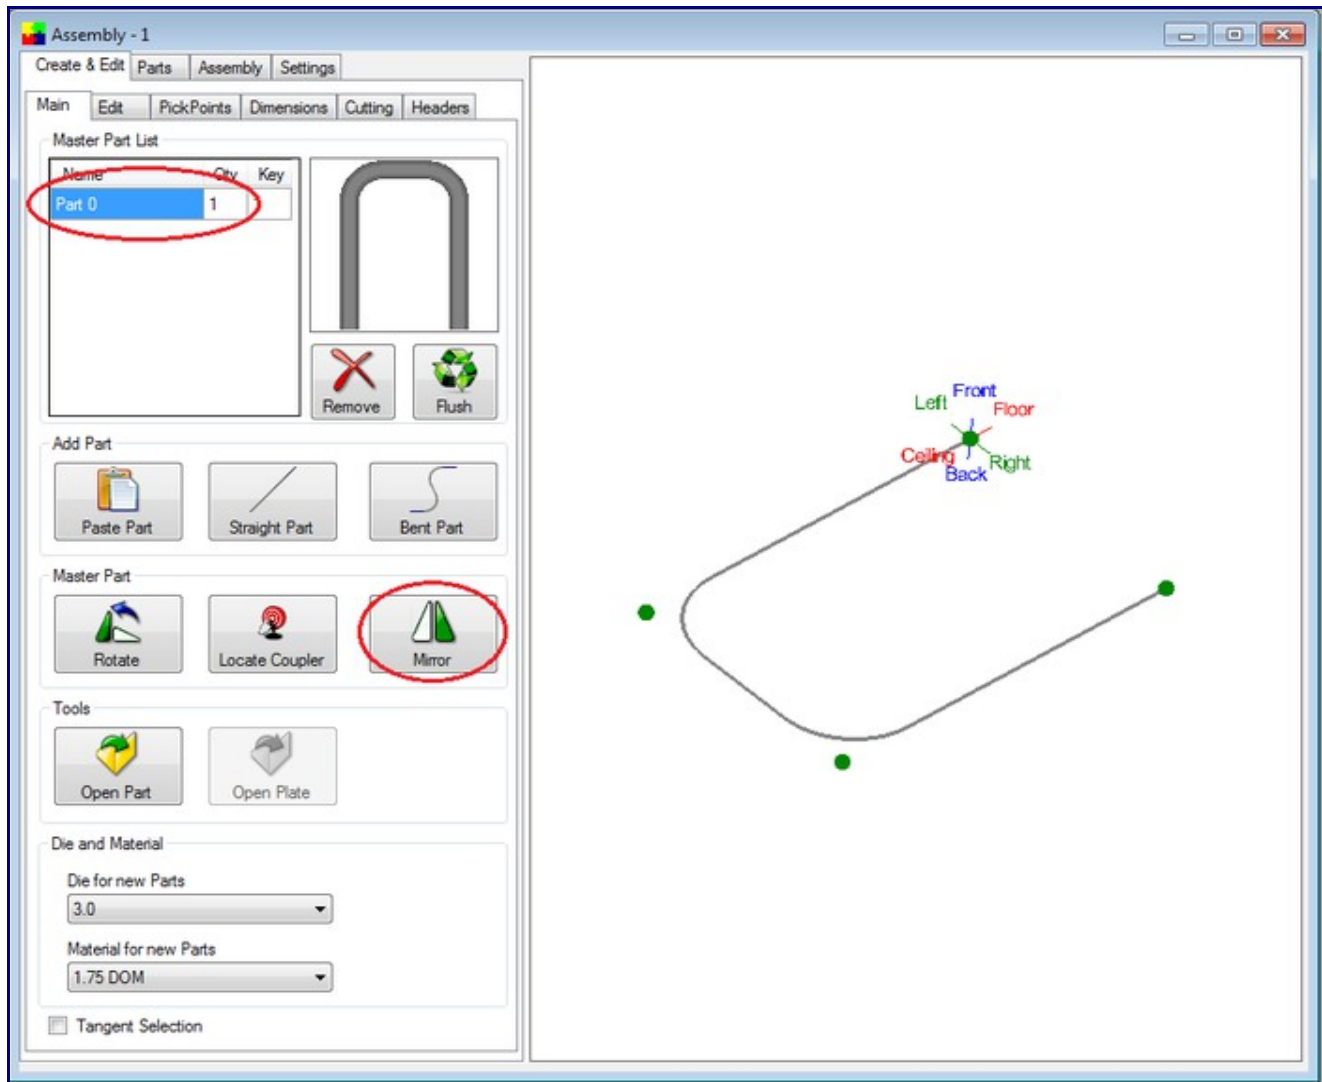 Assembly - 1
Create & Edit Parts Assembly Settings
Main Edit PickPoints Dimensions Cutting Headers
Master Part List
Name Qty Key
Part 0 1
Remove Flush
Add Part
Paste Part Straight Part Bent Part
Master Part
Rotate Locate Coupler Mirror
Tools
Open Part Open Plate
Die and Material
Die for new Parts
3.0
Material for new Parts
1.75 DOM
Tangent Selection
Front
Left
Floor
Ceiling
Right
Back